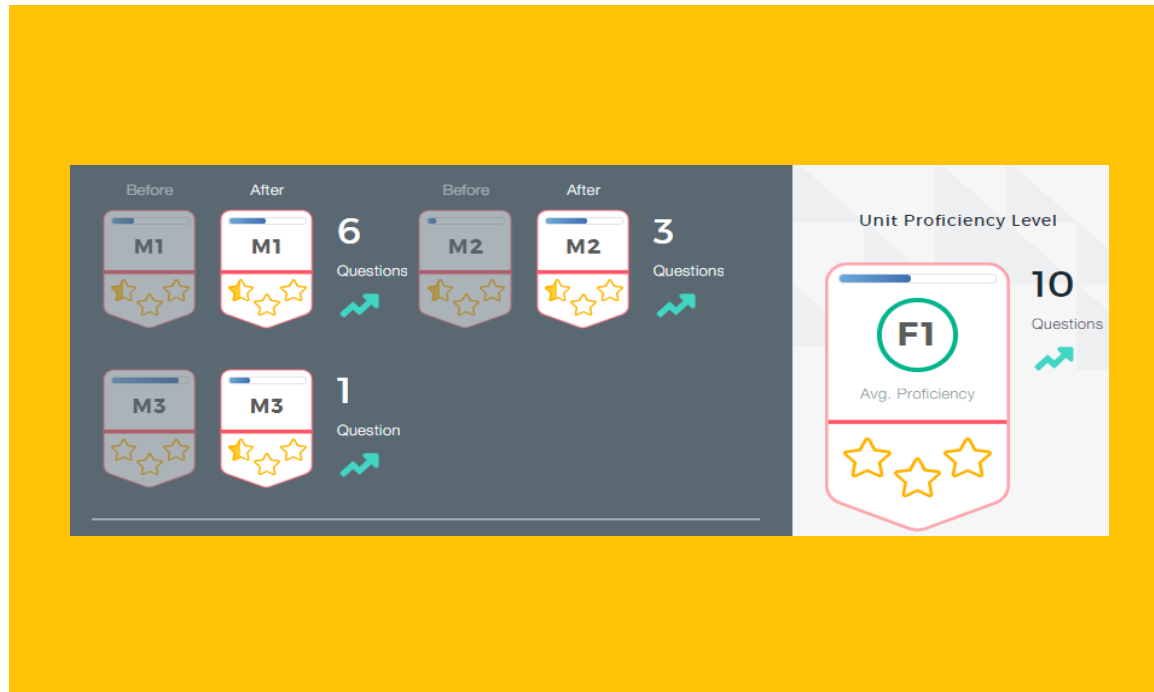 Before After Before After
M1 M1 6 M2 M2 3
Questions Questions
M3 M3 1
Question
Unit Proficiency Level
10
F1 Questions
Avg. Proficiency